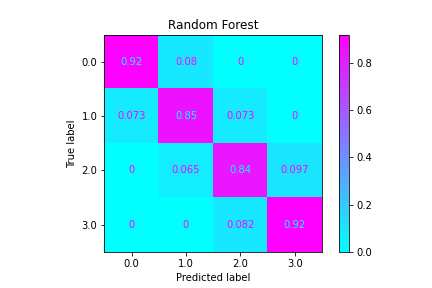 Random Forest
0.0 0.92 0.08 0 0
1.0 0.073 0.85 0.073 0
2.0 0 0.065 0.84 0.097
3.0 0 0 0.082 0.92
0.0 1.0 2.0 3.0
True label
Predicted label
0.8
0.6
0.4
0.2
0.0